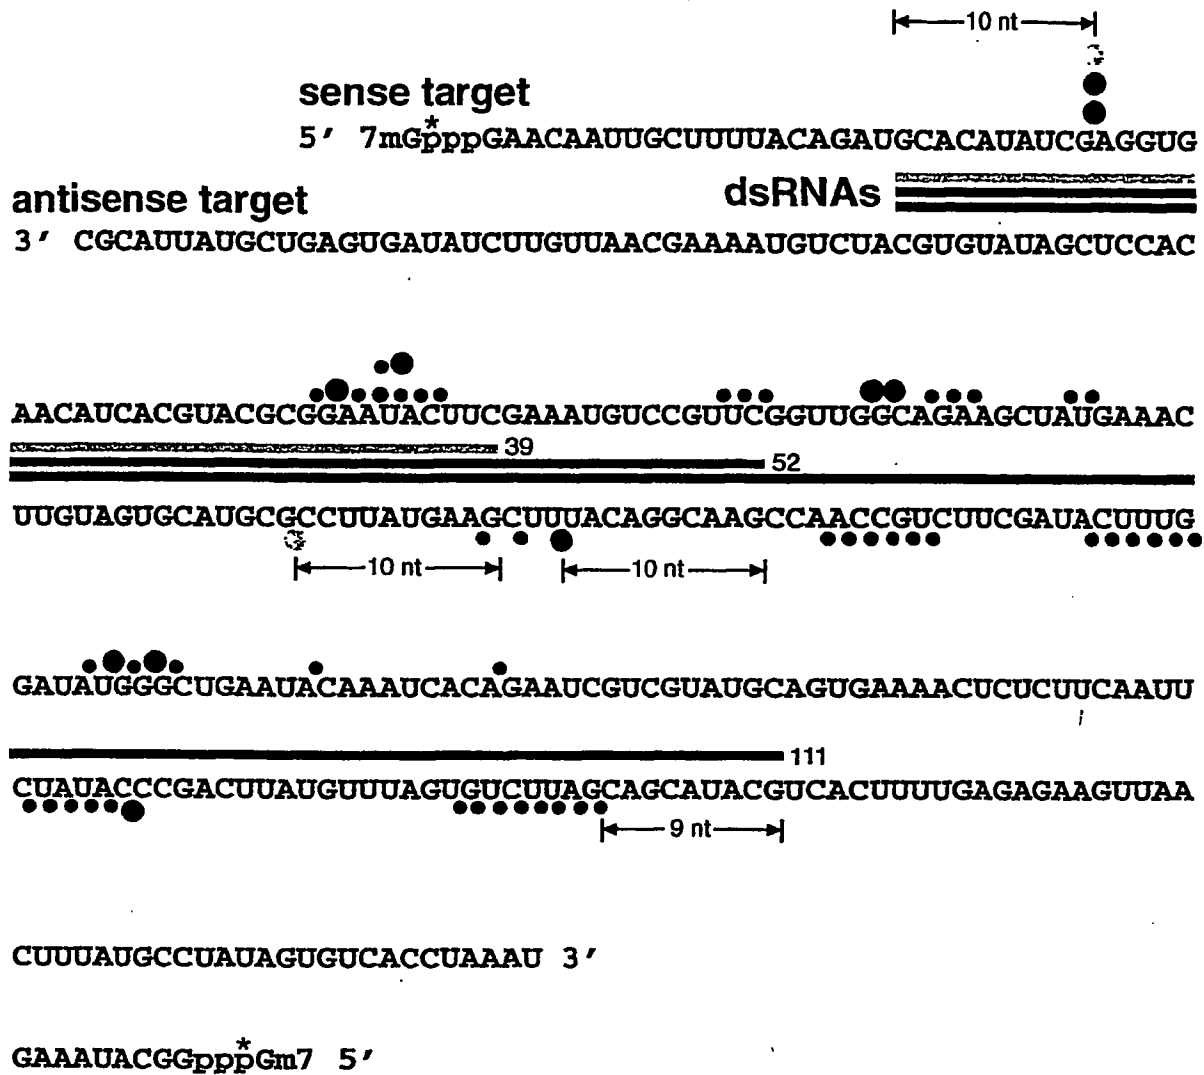 10 nt
sense target
*
5′ 7mGpppGAACAAUUGCUUUUACAGAUGCACAUAUCGAGGUG
dsRNAs
antisense target
3′ CGCAUUAUGCUGAGUGAUAUCUUGUUAACGAAAAUGUCUACGUGUAUAGCUCCAC
AACAUCACGUACGCGGAAUACUUCGAAAUGUCCGUUCGGUUGGCAGAAGCUAUGAAAC
39
52
UUGUAGUGCAUGCGCCUUAUGAAGCUUUACAGGCAAGCCAACCGUCUUCGAUACUUUG
10 nt 10 nt
GAUAUGGGCUGAAUACAAAUCACAGAAUCGUCGUAUGCAGUGAAAACUCUCUUCAAUU
111
CUAUACCCGACUUAUGUUUAGUGUCUUAGCAGCAUACGUCACUUUUGAGAGAAGUUAA
9 nt
CUUUAUGCCUAUAGUGUCACCUAAAU 3′
*
GAAAUACGGpppGm7 5′